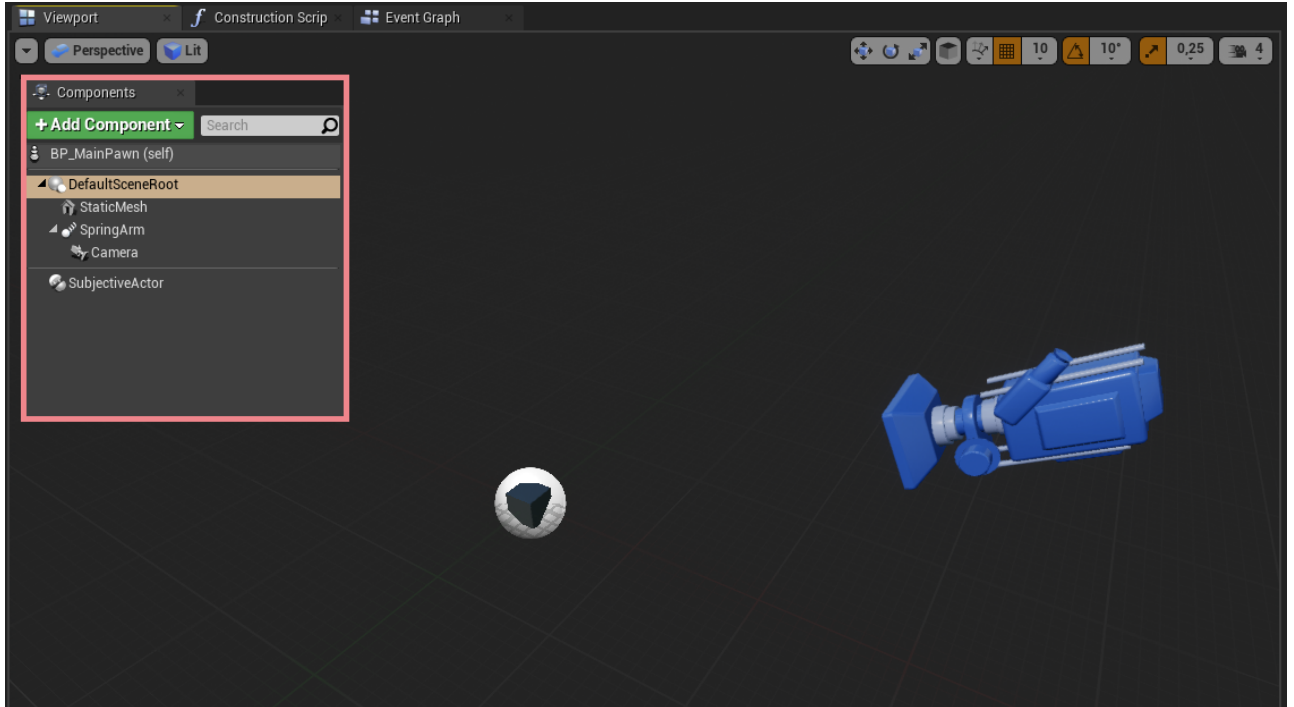 Viewport Construction Scrip Event Graph
Perspective Lit 10 10° 0,25 4
Components
+Add Component Search
BP_MainPawn (self)
DefaultSceneRoot
StaticMesh
SpringArm
Camera
SubjectiveActor